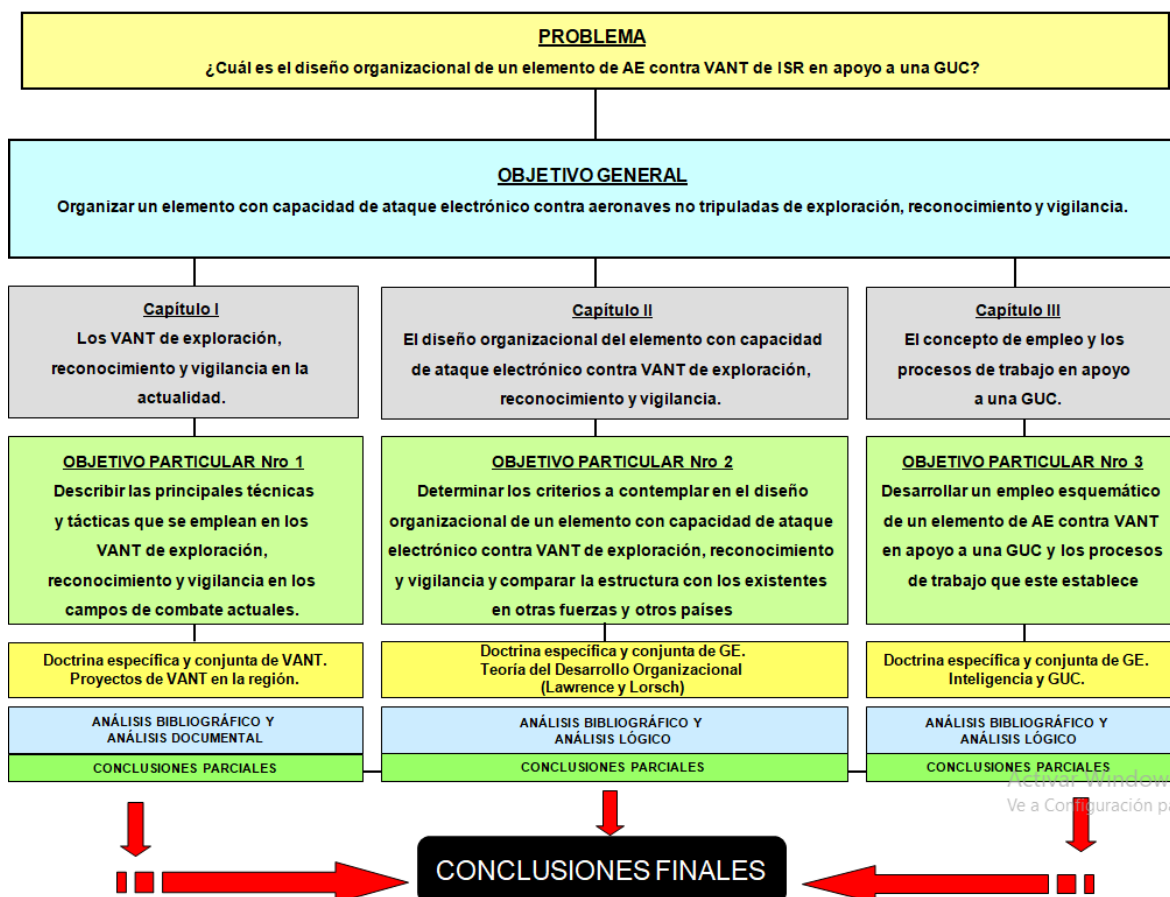 PROBLEMA
¿Cuál es el diseño organizacional de un elemento de AE contra VANT de ISR en apoyo a una GUC?
OBJETIVO GENERAL
Organizar un elemento con capacidad de ataque electrónico contra aeronaves no tripuladas de exploración, reconocimiento y vigilancia.
Capítulo I
Los VANT de exploración,
reconocimiento y vigilancia en la
actualidad.
Capítulo II
El diseño organizacional del elemento con capacidad
de ataque electrónico contra VANT de exploración,
reconocimiento y vigilancia.
Capítulo III
El concepto de empleo y los
procesos de trabajo en apoyo
a una GUC.
OBJETIVO PARTICULAR Nro 1
Describir las principales técnicas
y tácticas que se emplean en los
VANT de exploración,
reconocimiento y vigilancia en los
campos de combate actuales.
OBJETIVO PARTICULAR Nro 2
Determinar los criterios a contemplar en el diseño
organizacional de un elemento con capacidad de ataque
electrónico contra VANT de exploración, reconocimiento
y vigilancia y comparar la estructura con los existentes
en otras fuerzas y otros países
OBJETIVO PARTICULAR Nro 3
Desarrollar un empleo esquemático
de un elemento de AE contra VANT
en apoyo a una GUC y los procesos
de trabajo que este establece
Doctrina específica y conjunta de VANT.
Proyectos de VANT en la región.
Doctrina específica y conjunta de GE.
Teoría del Desarrollo Organizacional
(Lawrence y Lorsch)
Doctrina específica y conjunta de GE.
Inteligencia y GUC.
ANÁLISIS BIBLIOGRÁFICO Y
ANÁLISIS DOCUMENTAL
ANÁLISIS BIBLIOGRÁFICO Y
ANÁLISIS LÓGICO
ANÁLISIS BIBLIOGRÁFICO Y
ANÁLISIS LÓGICO
CONCLUSIONES PARCIALES
CONCLUSIONES PARCIALES
CONCLUSIONES PARCIALES
Activar Window
Ve a Configuración pa
CONCLUSIONES FINALES